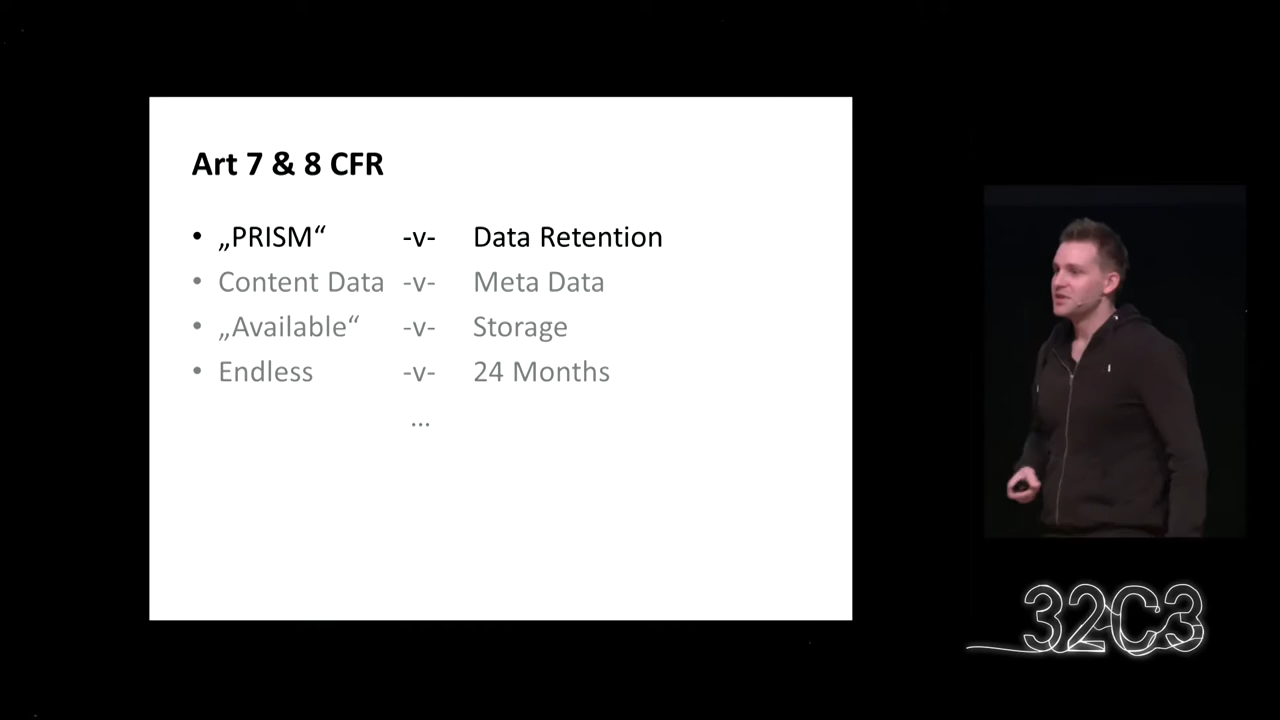 Art 7 & 8 CFR
• „PRISM“ -v- Data Retention
• Content Data -v- Meta Data
• „Available“ -v- Storage
• Endless -v- 24 Months
...
32C3